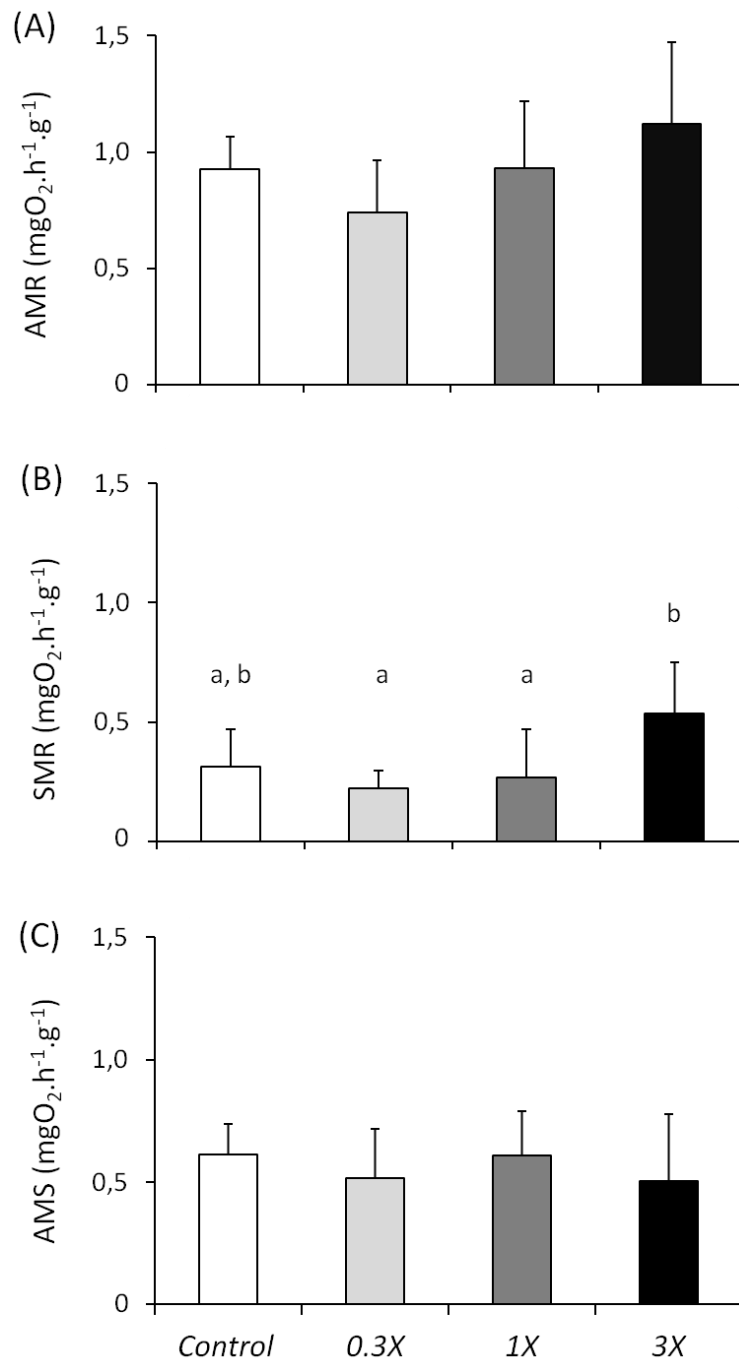 (A)
AMR (mgO₂.h⁻¹.g⁻¹)
1,5
1,0
0,5
0
(B)
SMR (mgO₂.h⁻¹.g⁻¹)
1,5
1,0
0,5
0
a, b
a
a
b
(C)
AMS (mgO₂.h⁻¹.g⁻¹)
1,5
1,0
0,5
0
Control 0.3X 1X 3X